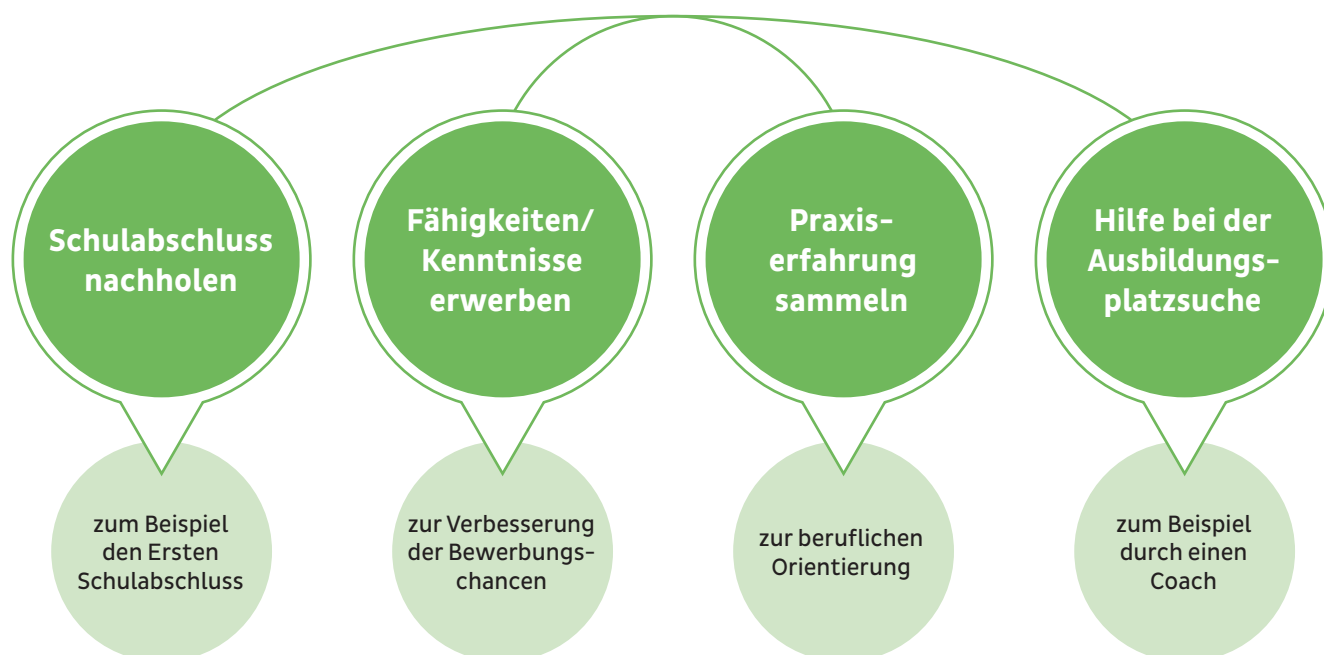 Schulabschluss
nachholen
zum Beispiel
den Ersten
Schulabschluss
Fähigkeiten/
Kenntnisse
erwerben
zur Verbesserung
der Bewerbungs-
chancen
Praxis-
erfahrung
sammeln
zur beruflichen
Orientierung
Hilfe bei der
Ausbildungs-
platzsuche
zum Beispiel
durch einen
Coach